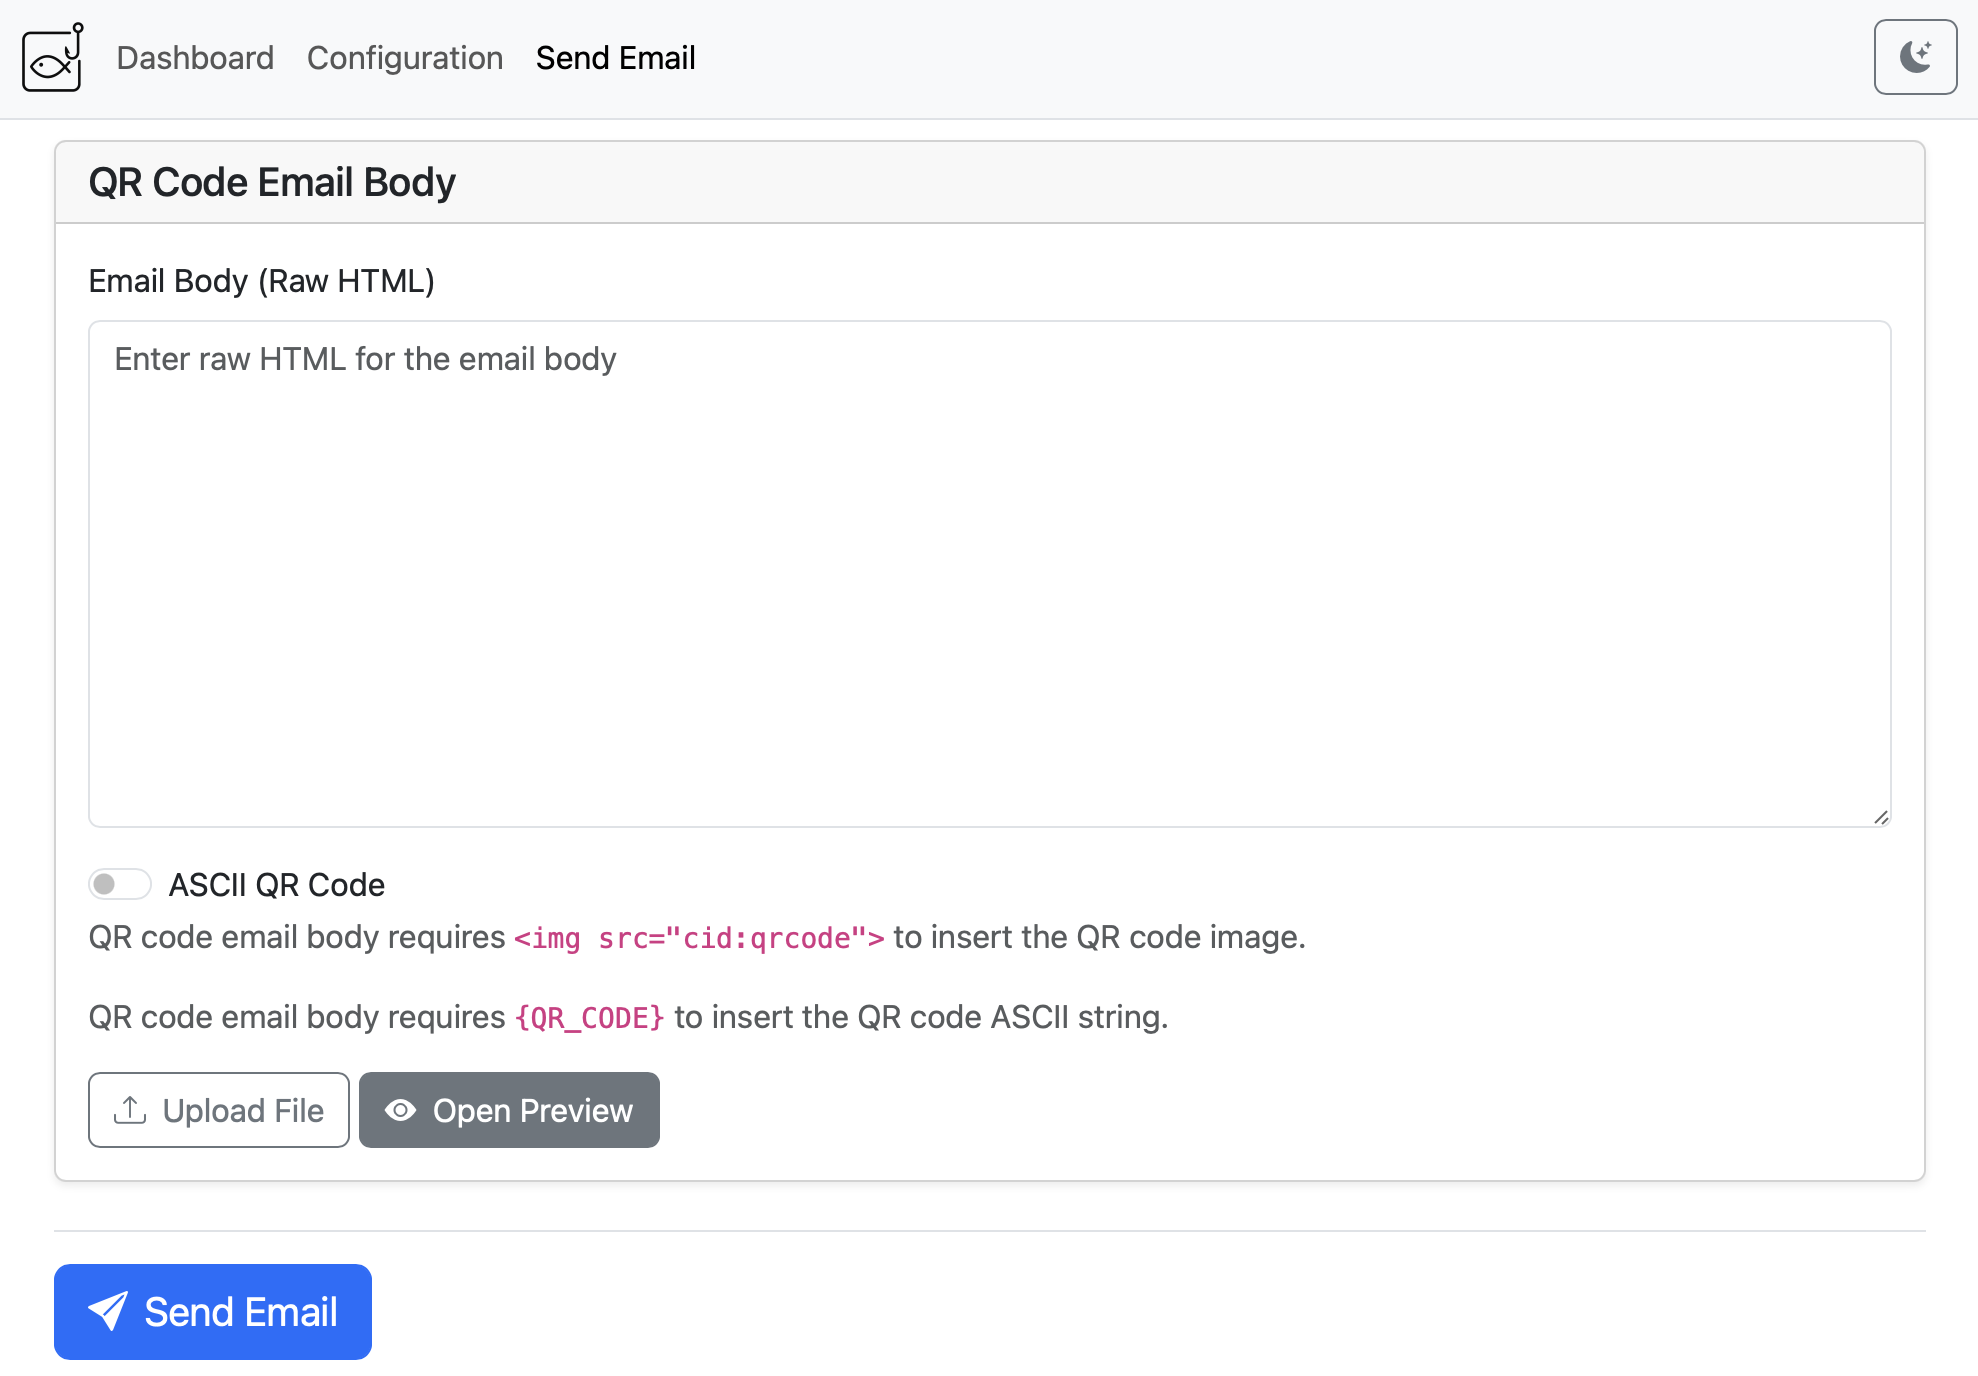 Dashboard Configuration Send Email
QR Code Email Body
Email Body (Raw HTML)
Enter raw HTML for the email body
ASCII QR Code
QR code email body requires <img src="cid:qrcode"> to insert the QR code image.
QR code email body requires {QR_CODE} to insert the QR code ASCII string.
Upload File Open Preview
Send Email